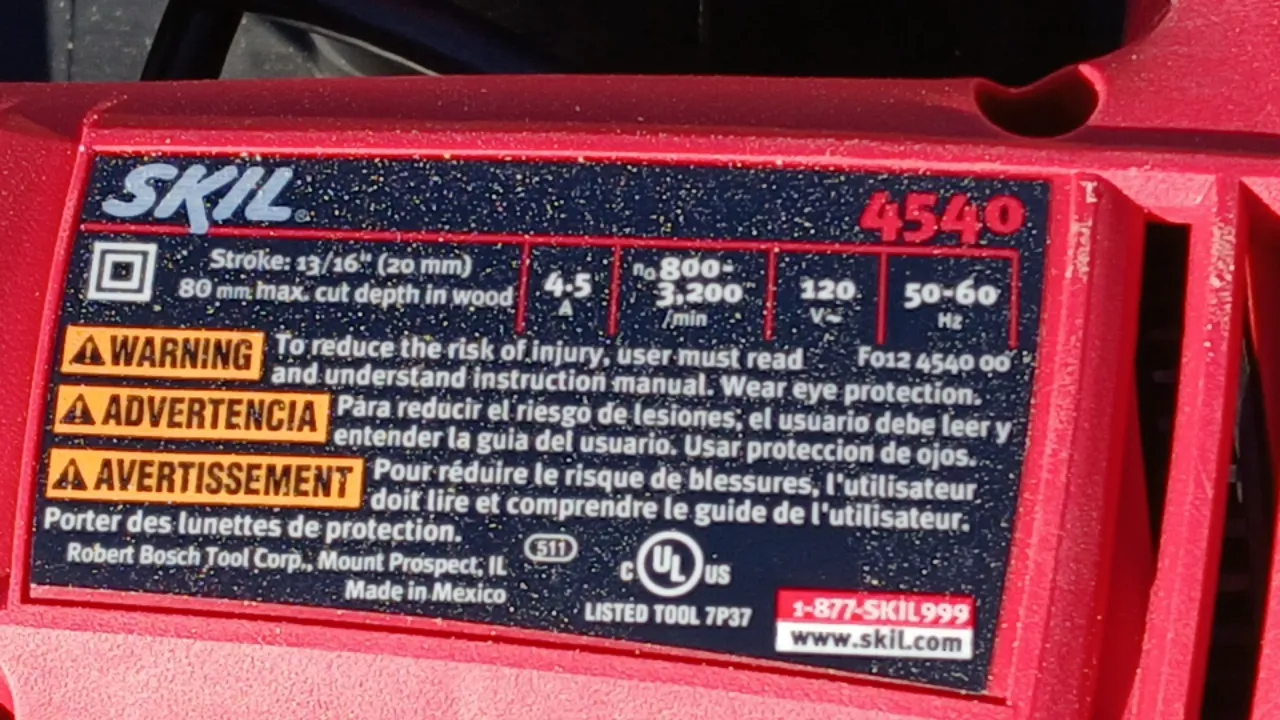 SKIL®
4540
Stroke: 13/16" (20 mm)
80 mm max. cut depth in wood
4.5
A
n₀ 800-
3,200
/min
120
V~
50-60
Hz
WARNING To reduce the risk of injury, user must read F012 4540 00
and understand instruction manual. Wear eye protection.
ADVERTENCIA Para reducir el riesgo de lesiones, el usuario debe leer y
entender la guia del usuario. Usar proteccion de ojos.
AVERTISSEMENT Pour réduire le risque de blessures, l'utilisateur
doit lire et comprendre le guide de l'utilisateur.
Porter des lunettes de protection.
Robert Bosch Tool Corp., Mount Prospect, IL
Made in Mexico
511
C UL US
LISTED TOOL 7P37
1-877-SKIL999
www.skil.com